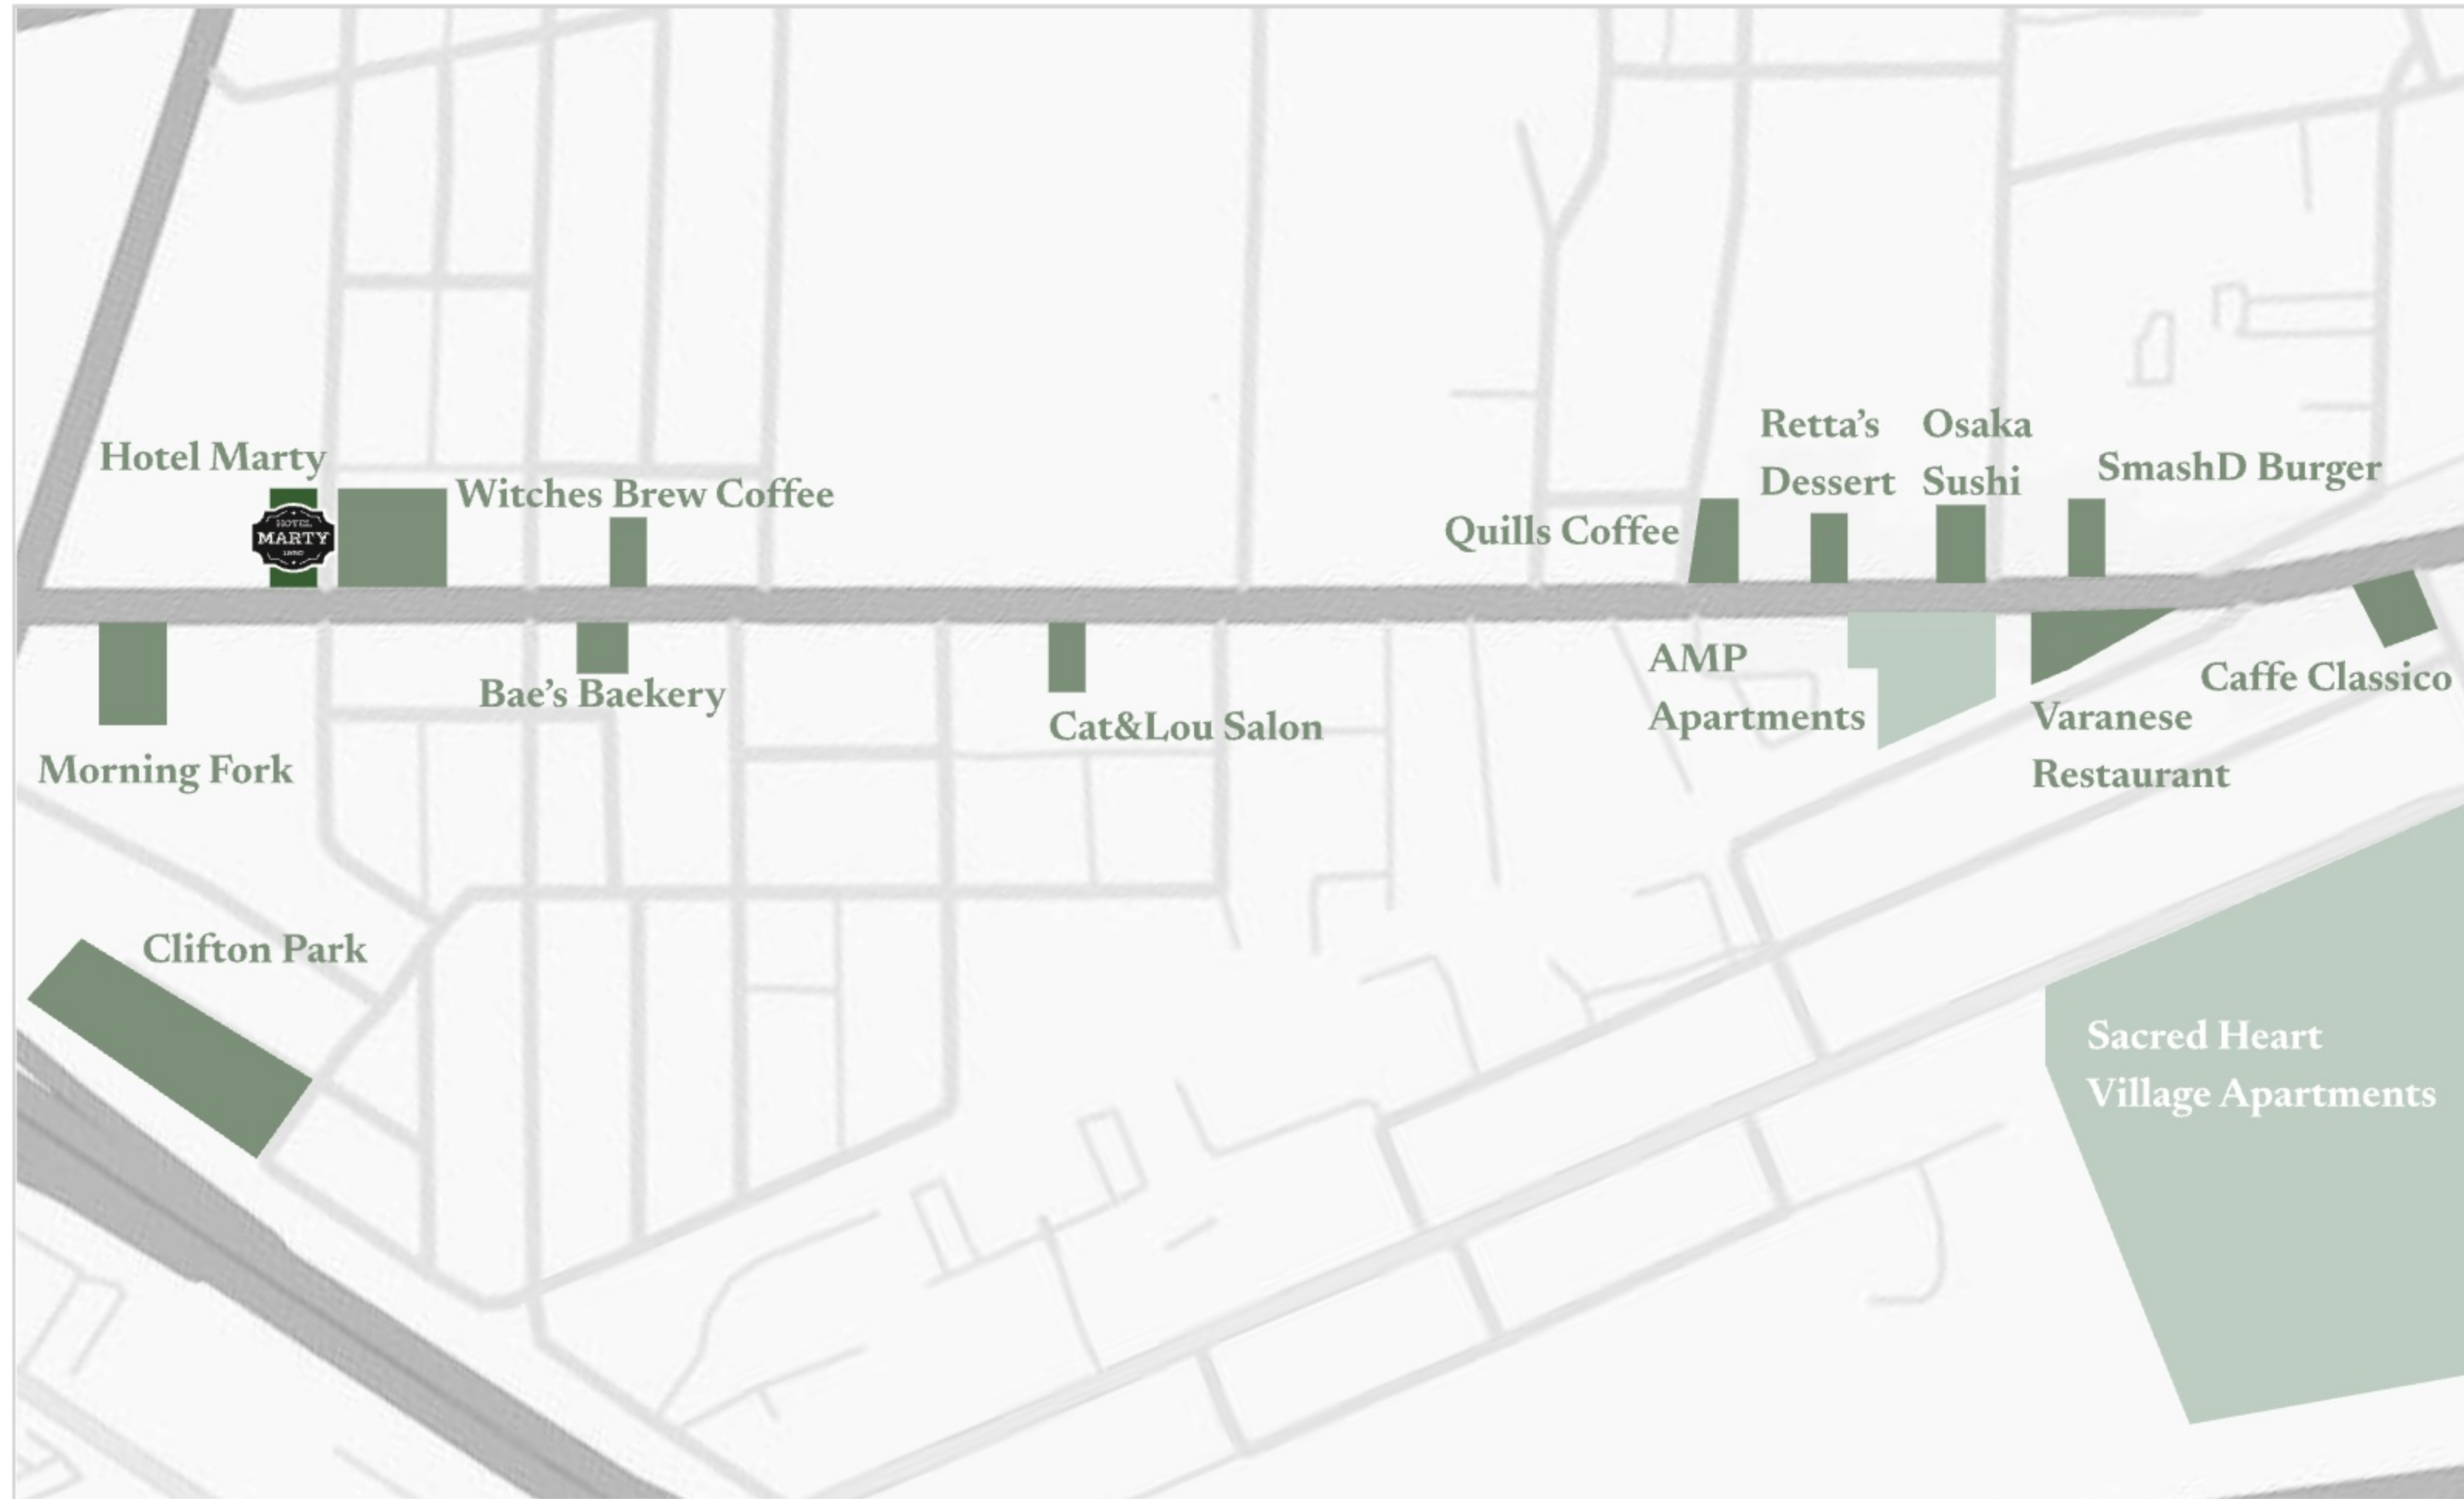 Retta's
Dessert
Osaka
Sushi
Hotel Marty
SmashD Burger
Witches Brew Coffee
Quills Coffee
HOTEL
MARTY
AMP
Apartments
Bae's Baekery
Caffe Classico
Cat&Lou Salon
Varanese
Restaurant
Morning Fork
Clifton Park
Sacred Heart
Village Apartments